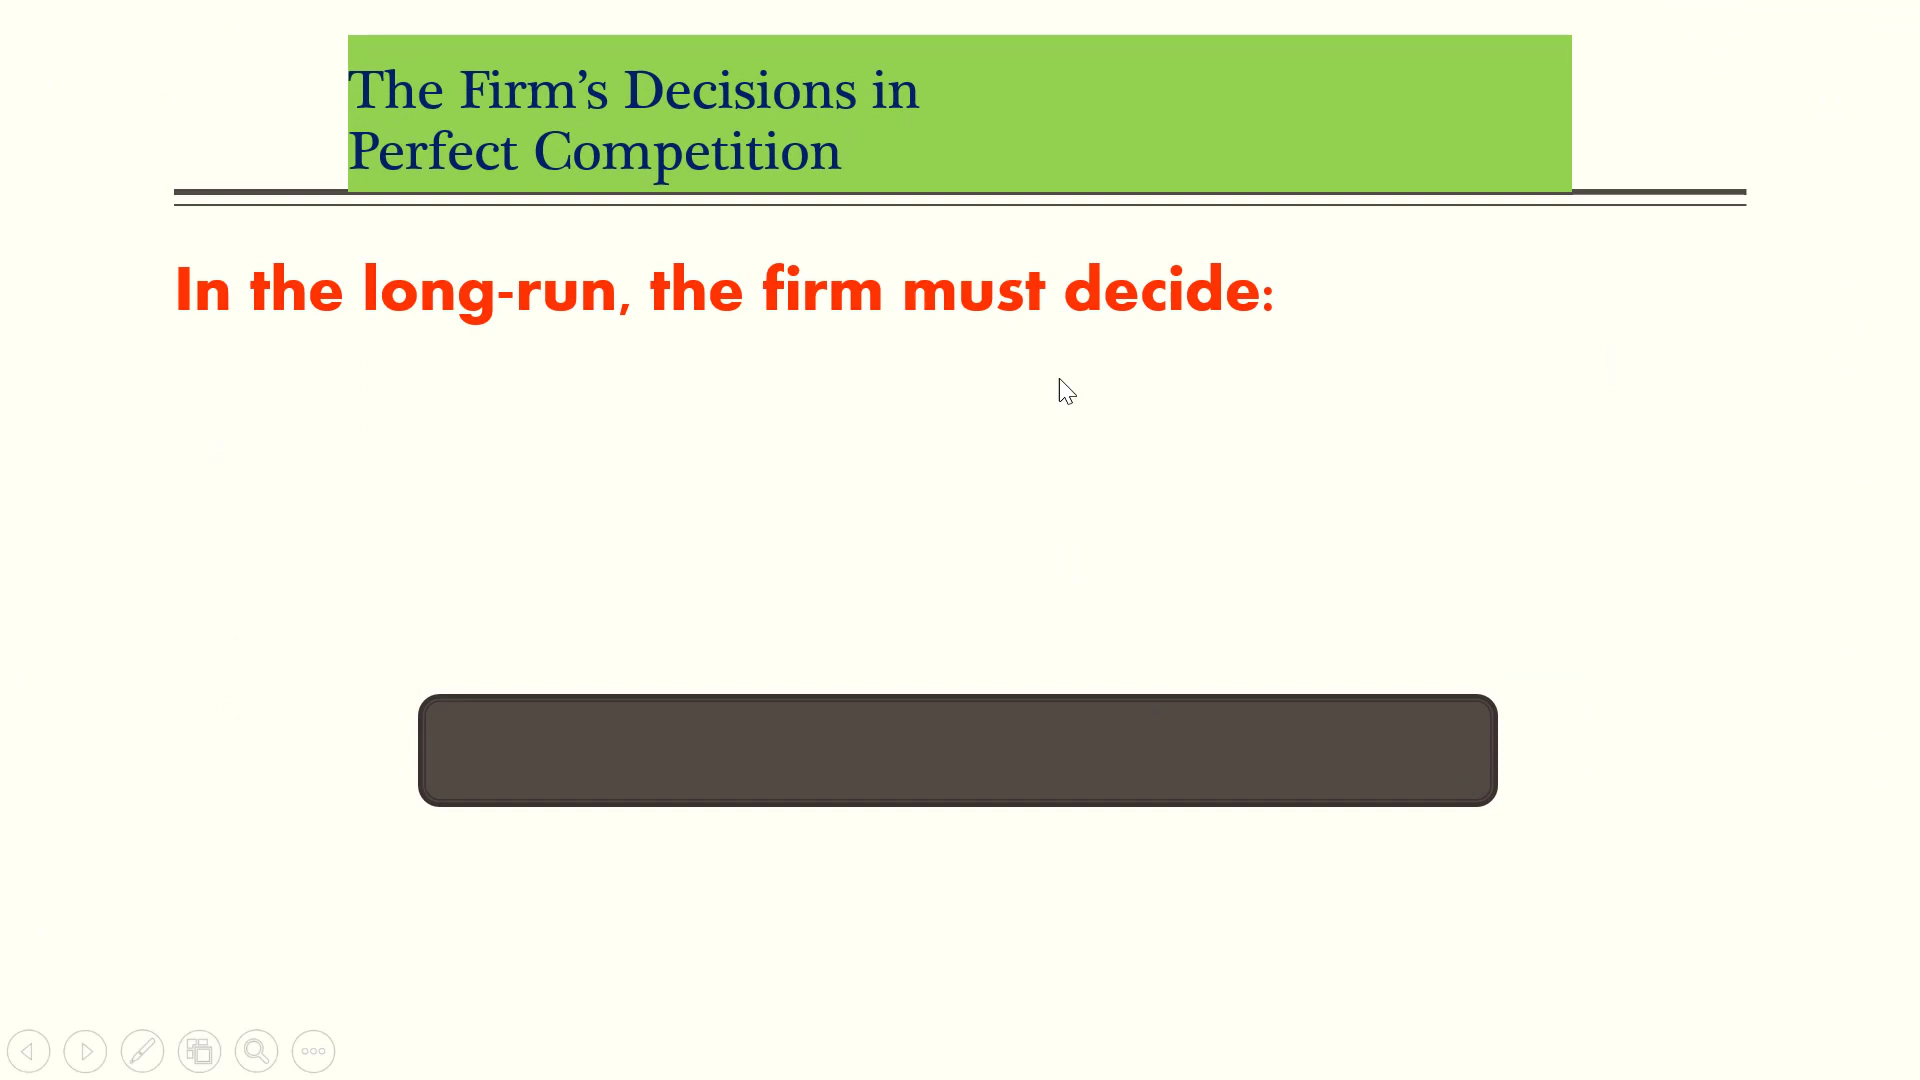 The Firm’s Decisions in
Perfect Competition
In the long-run, the firm must decide: